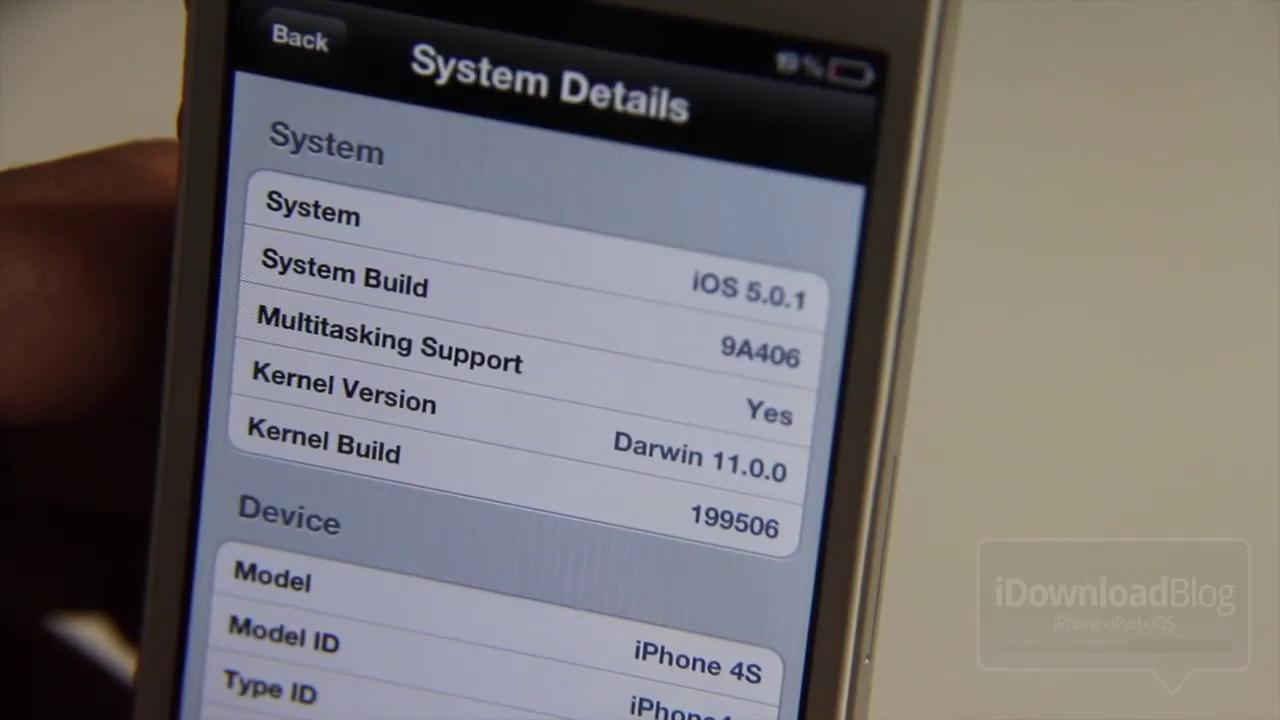 Back
System Details
19%
System
System
iOS 5.0.1
System Build
9A406
Multitasking Support
Yes
Kernel Version
Darwin 11.0.0
Kernel Build
199506
Device
Model
iPhone 4S
Model ID
Type ID
iDownloadBlog
iPhone • iPad • iOS